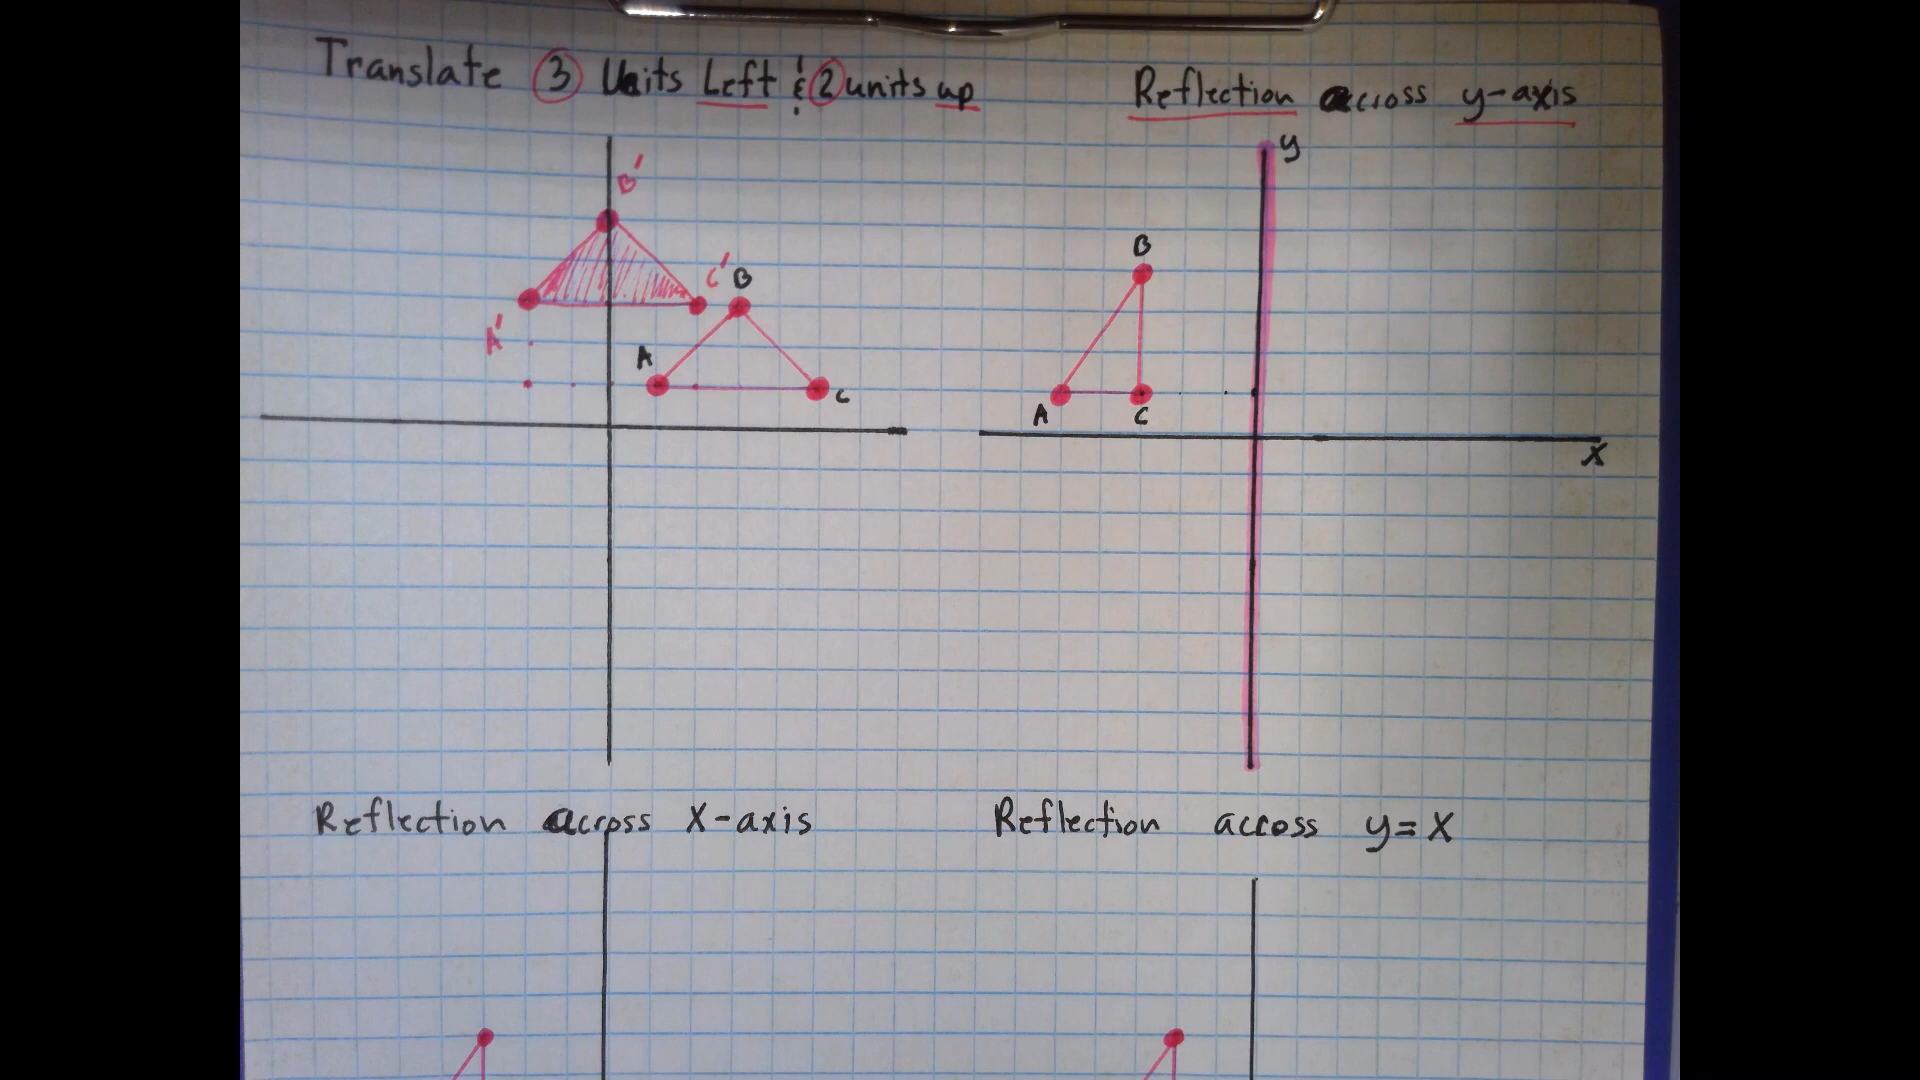 Translate 3 Units Left & 2 units up
Reflection across y-axis
B'
C'
B
A'
A
C
y
B
A
C
x
Reflection across X-axis
Reflection across y=x